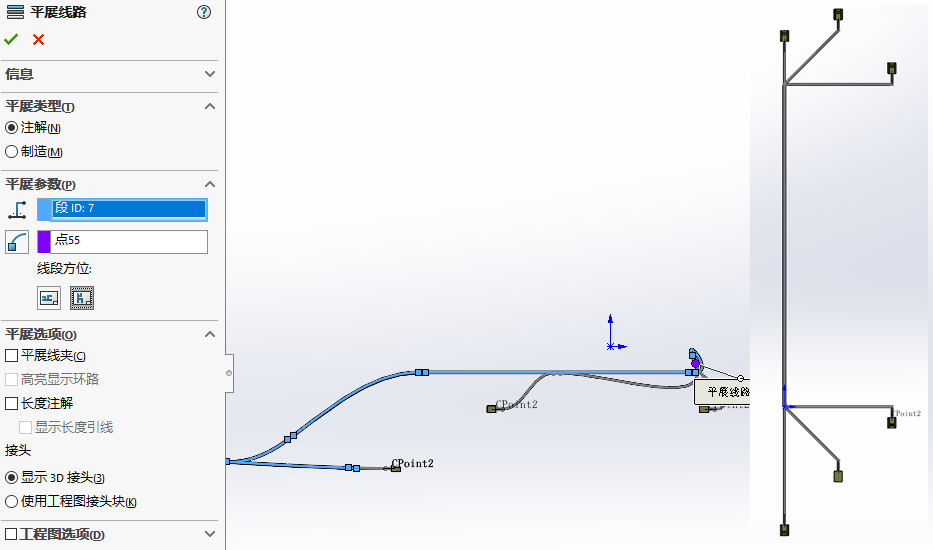 平展线路
信息
平展类型(T)
注解(N)
制造(M)
平展参数(P)
段 ID: 7
点55
线段方位:
平展选项(O)
平展线夹(C)
高亮显示环路
长度注解
显示长度引线
接头
显示 3D 接头(3)
使用工程图接头块(K)
工程图选项(D)
CPoint2
CPoint2
平展线路
Point2